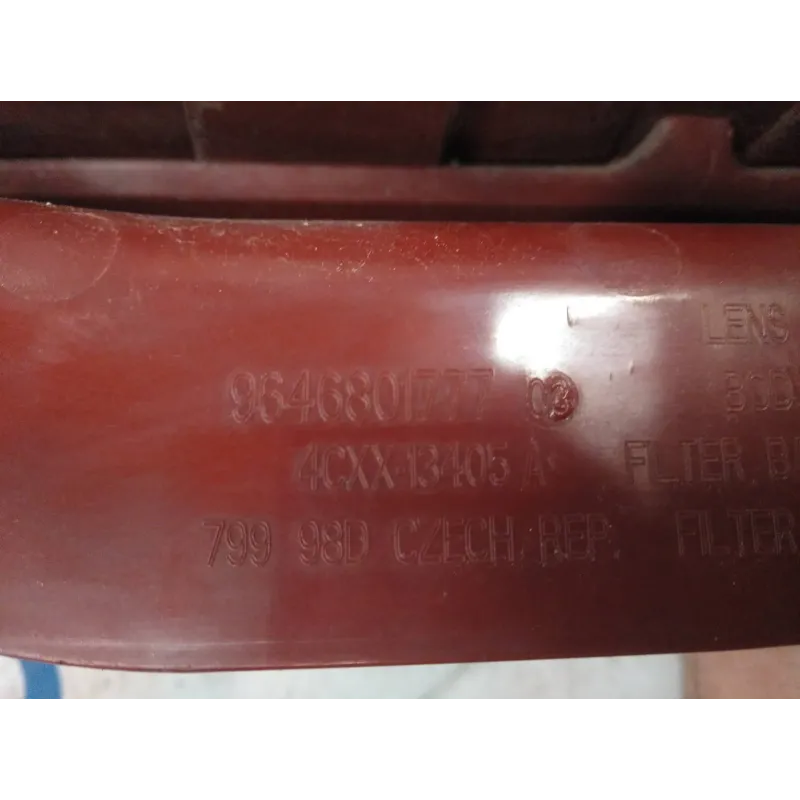 LENS
9646801777 03
4CXX-13405 A FILTER
799 98D CZECH. REP. FILTER